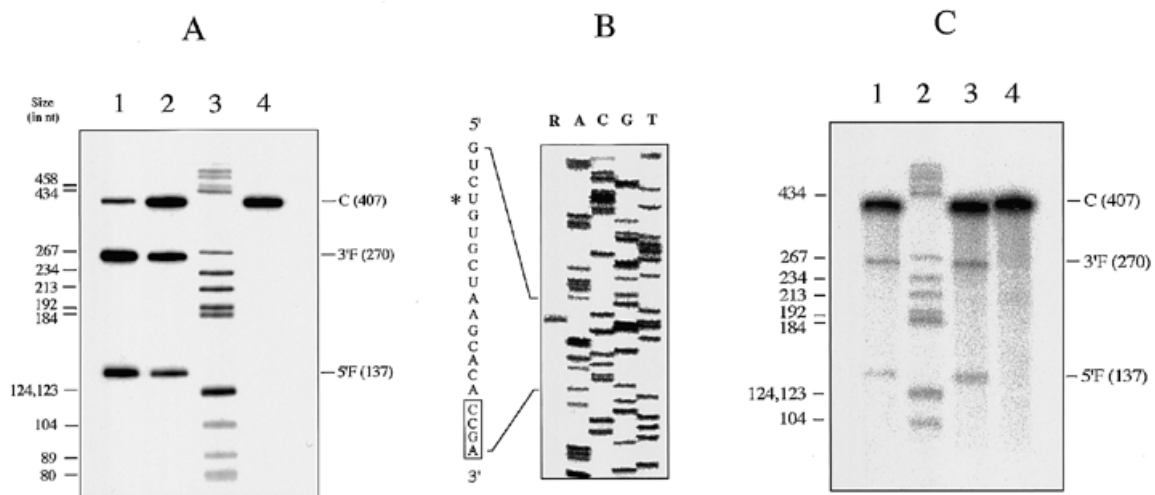 A
Size
(in nt)
1 2 3 4
458
434
267
234
213
192
184
124,123
104
89
80
C (407)
3'F (270)
5'F (137)
B
R A C G T
5'
G
U
C
U
*
G
U
G
C
U
A
A
G
A
C
A
C
A
C
C
G
A
3'
C
1 2 3 4
434
267
234
213
192
184
124,123
104
C (407)
3'F (270)
5'F (137)